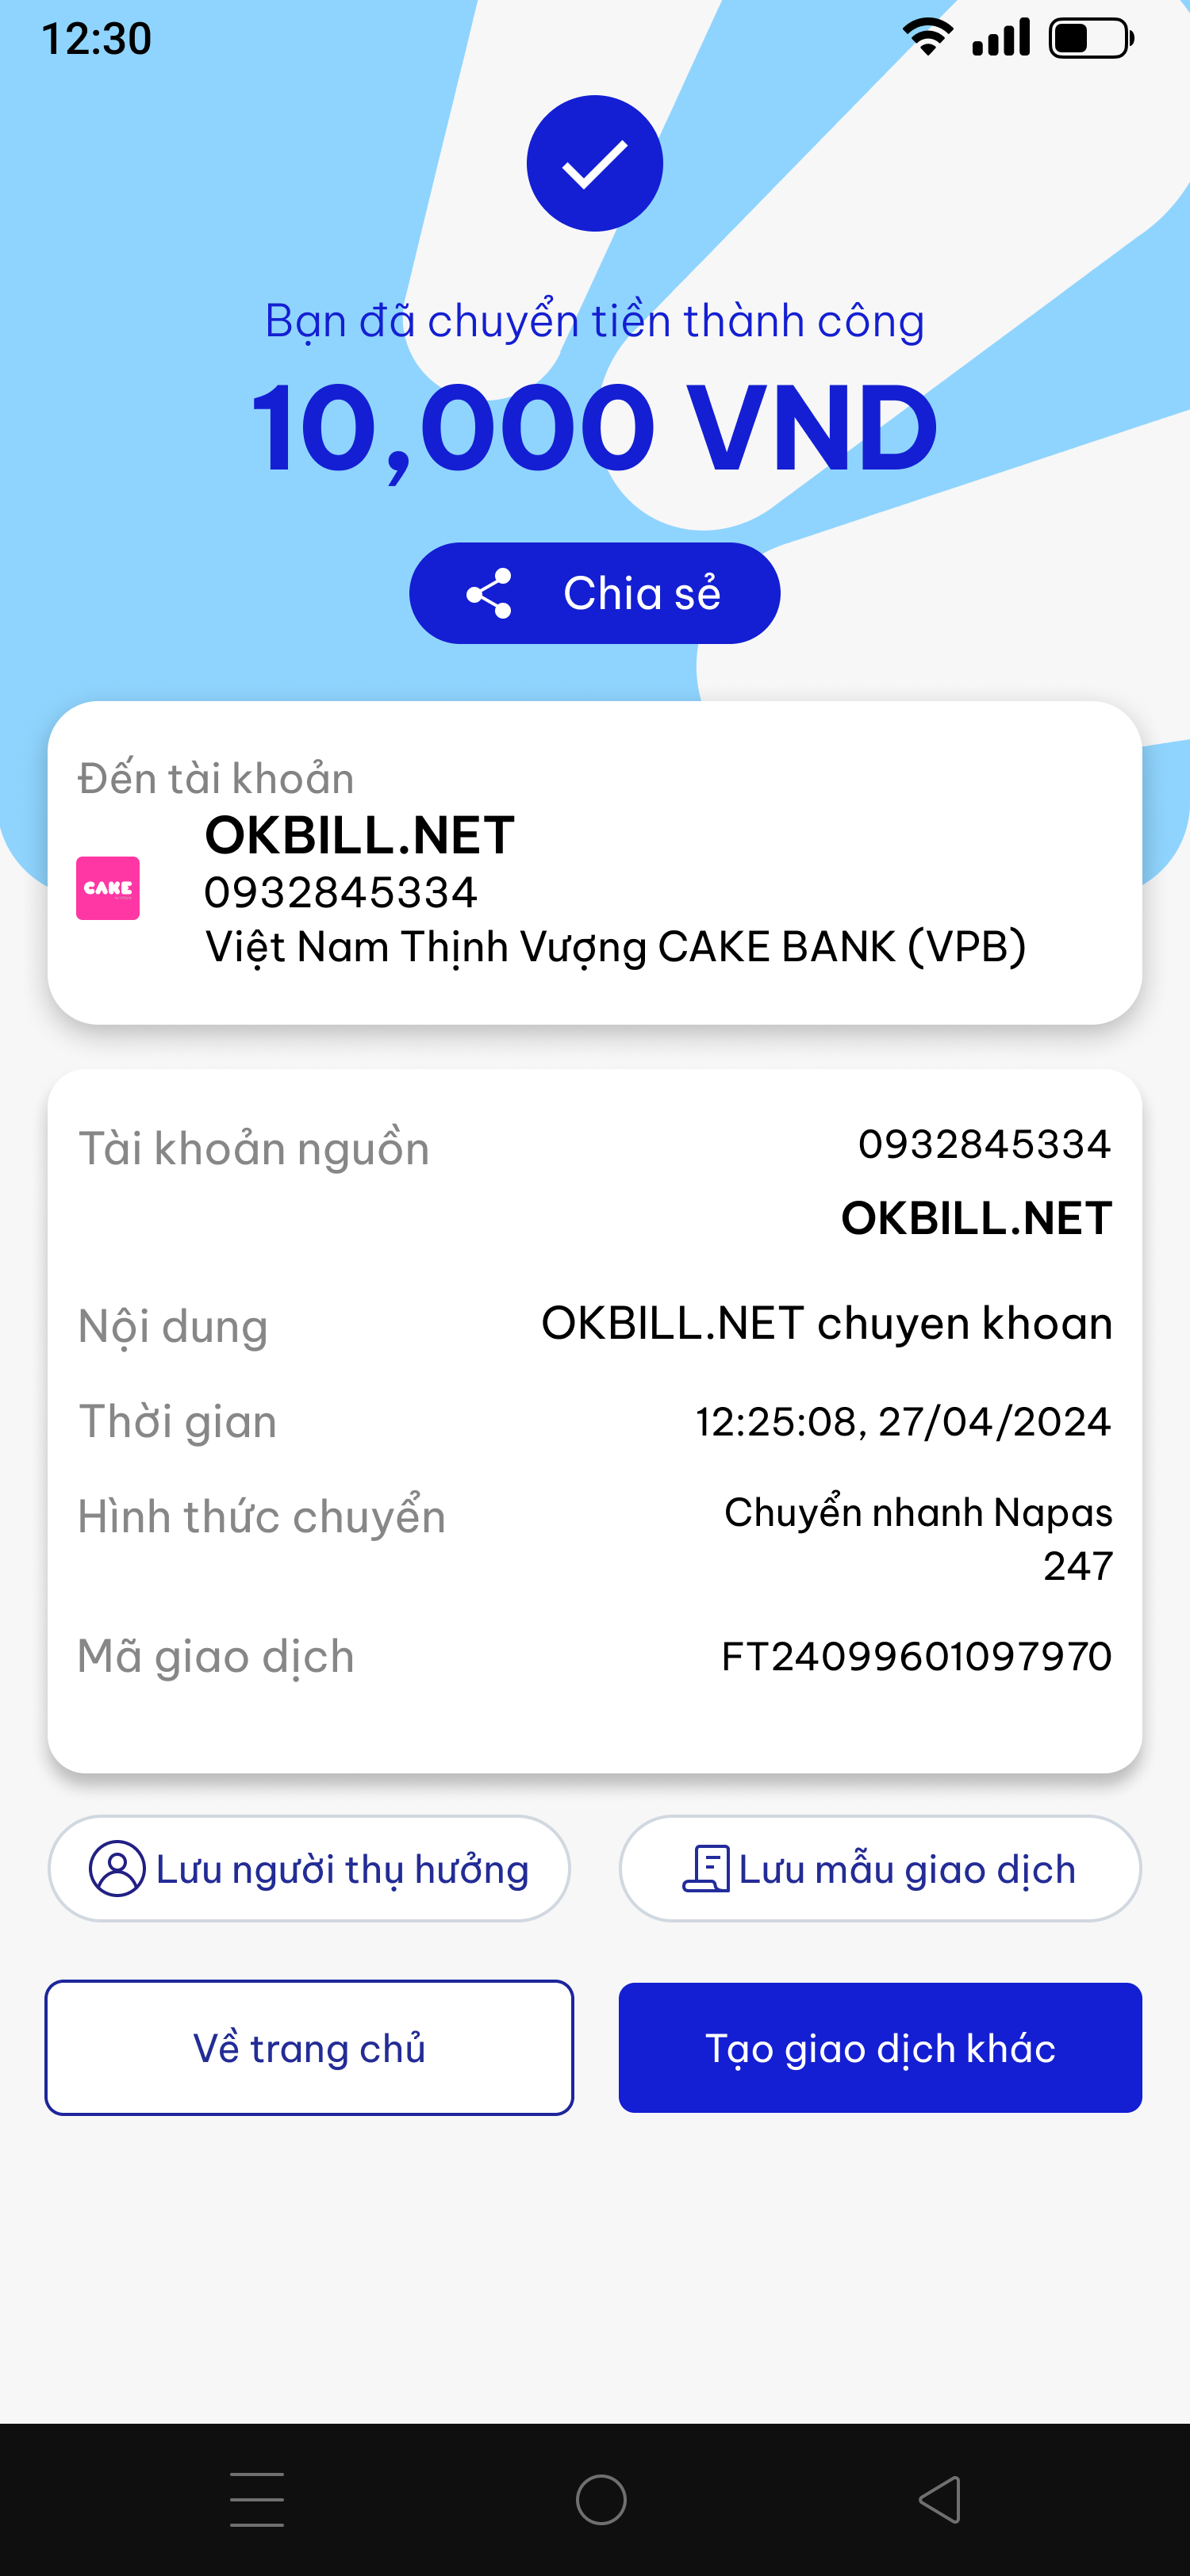 12:30
Bạn đã chuyển tiền thành công
10,000 VND
Chia sẻ
Đến tài khoản
OKBILL.NET
CAKE
0932845334
Việt Nam Thịnh Vượng CAKE BANK (VPB)
Tài khoản nguồn
0932845334
OKBILL.NET
Nội dung
OKBILL.NET chuyen khoan
Thời gian
12:25:08, 27/04/2024
Hình thức chuyển
Chuyển nhanh Napas
247
Mã giao dịch
FT24099601097970
Lưu người thụ hưởng
Lưu mẫu giao dịch
Về trang chủ
Tạo giao dịch khác